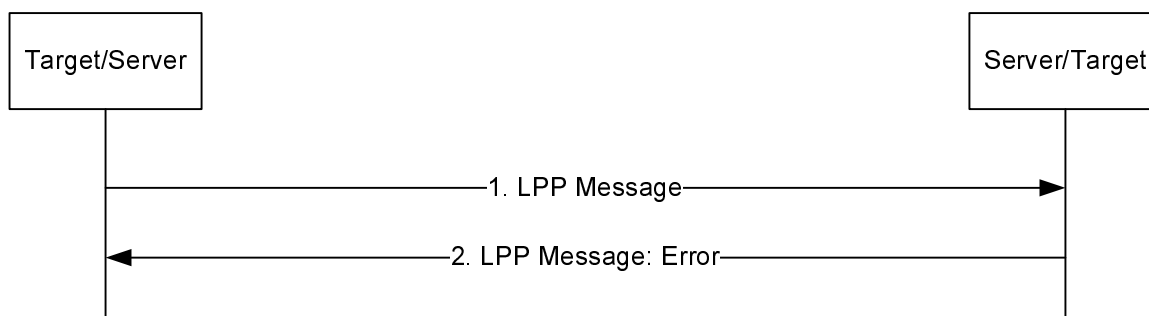 Target/Server
Server/Target
1. LPP Message
2. LPP Message: Error